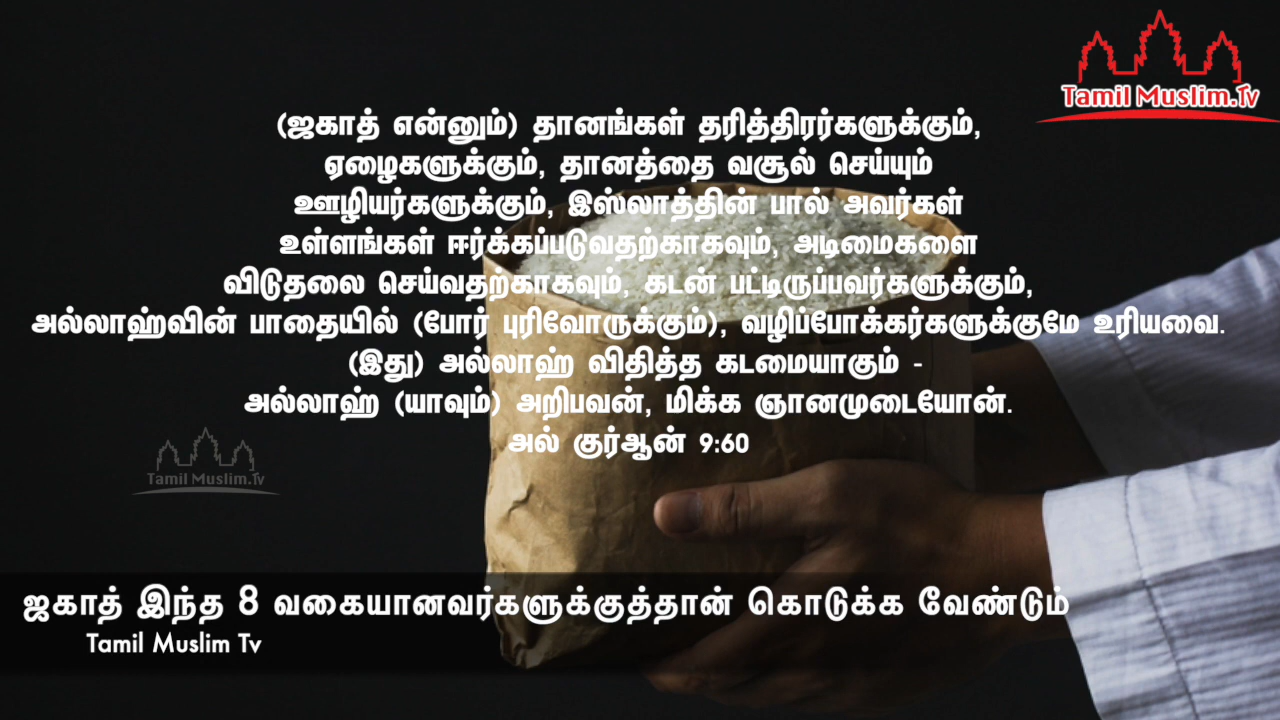 Tamil Muslim.Tv
(ஜகாத் என்னும்) தானங்கள் தரித்திரர்களுக்கும்,
ஏழைகளுக்கும், தானத்தை வசூல் செய்யும்
ஊழியர்களுக்கும், இஸ்லாத்தின் பால் அவர்கள்
உள்ளங்கள் ஈர்க்கப்படுவதற்காகவும், அடிமைகளை
விடுதலை செய்வதற்காகவும், கடன் பட்டிருப்பவர்களுக்கும்,
அல்லாஹ்வின் பாதையில் (போர் புரிவோருக்கும்), வழிப்போக்கர்களுக்குமே உரியவை.
(இது) அல்லாஹ் விதித்த கடமையாகும் -
அல்லாஹ் (யாவும்) அறிபவன், மிக்க ஞானமுடையோன்.
அல் குர்ஆன் 9:60
Tamil Muslim.Tv
ஜகாத் இந்த 8 வகையானவர்களுக்குத்தான் கொடுக்க வேண்டும்
Tamil Muslim Tv